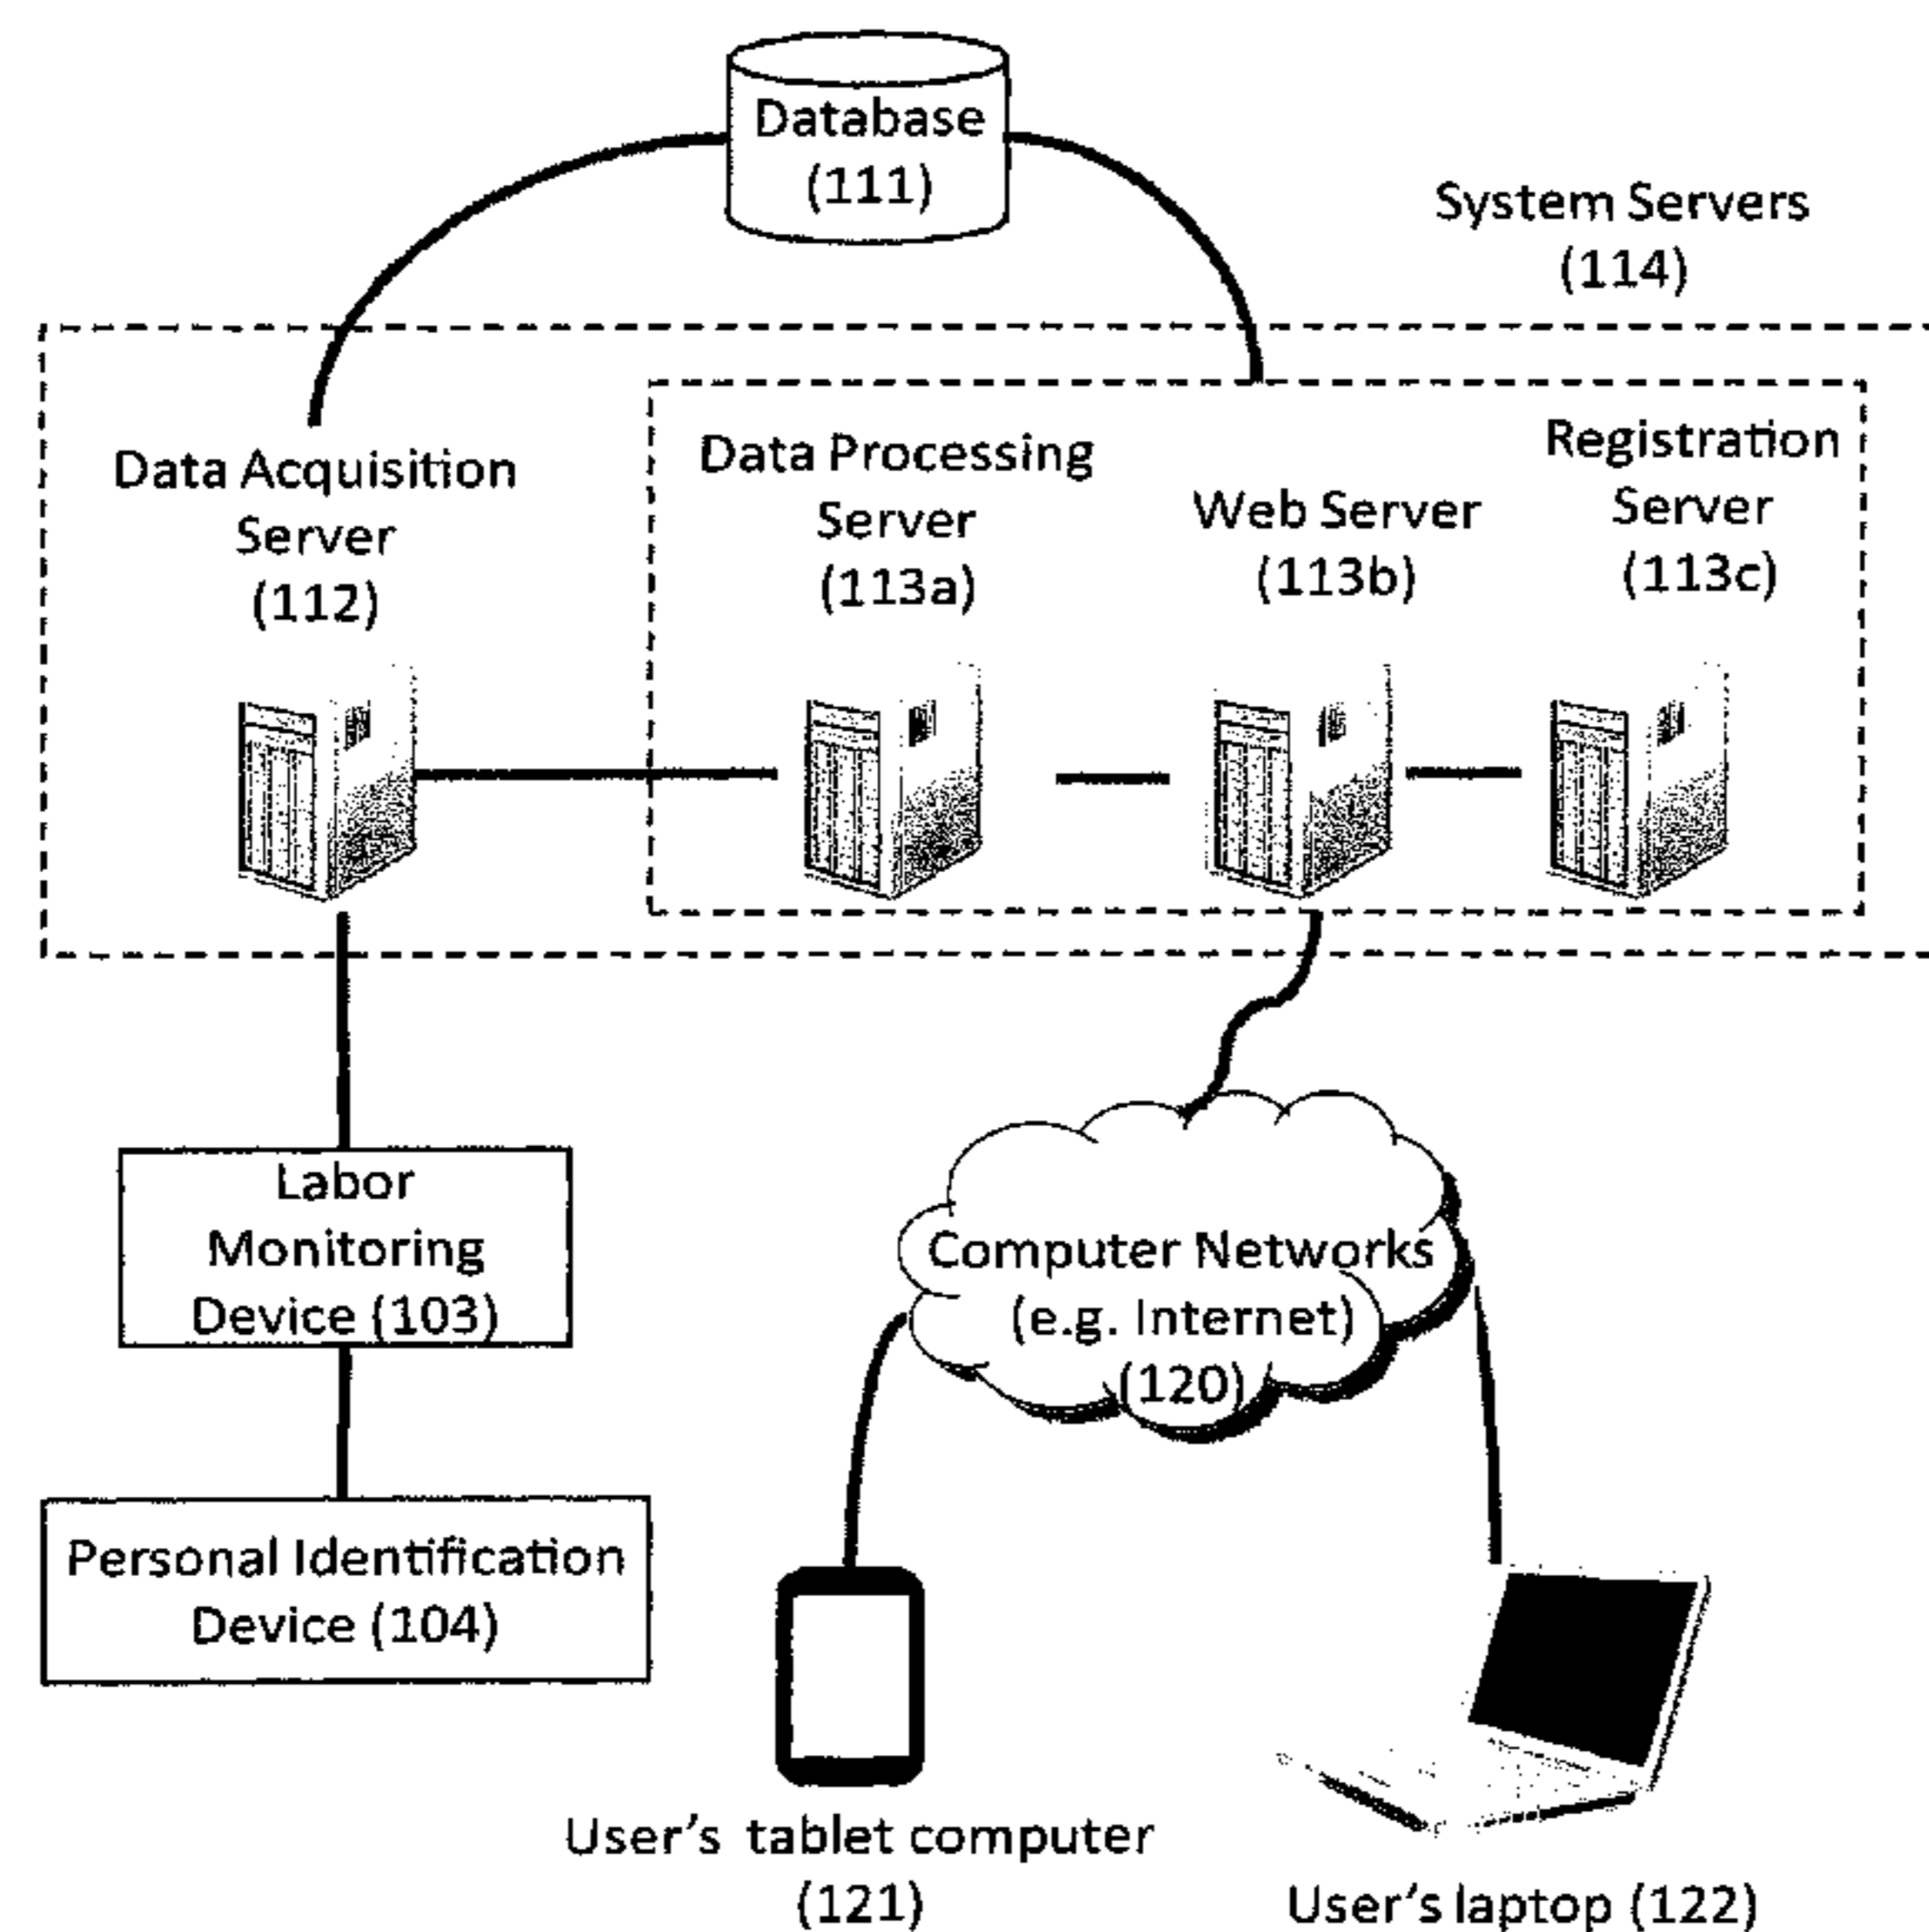 Database
(111)
System Servers
(114)
Data Acquisition
Server
(112)
Data Processing
Server
(113a)
Web Server
(113b)
Registration
Server
(113c)
Labor
Monitoring
Device (103)
Computer Networks
(e.g. Internet)
(120)
Personal Identification
Device (104)
User's tablet computer
(121)
User's laptop (122)